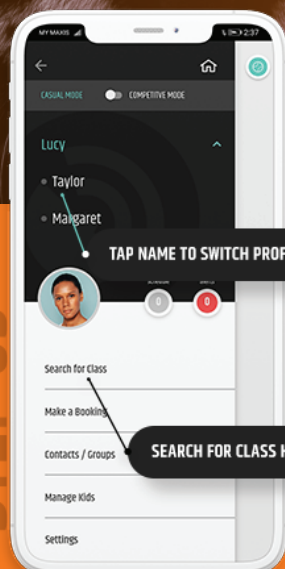 MY MAXIS
2:37
CASUAL MODE
COMPETITVE MODE
Lucy
Taylor
Margaret
TAP NAME TO SWITCH PROF
0
0
Search for Class
Make a Booking
Contacts / Groups
SEARCH FOR CLASS H
Manage Kids
Settings